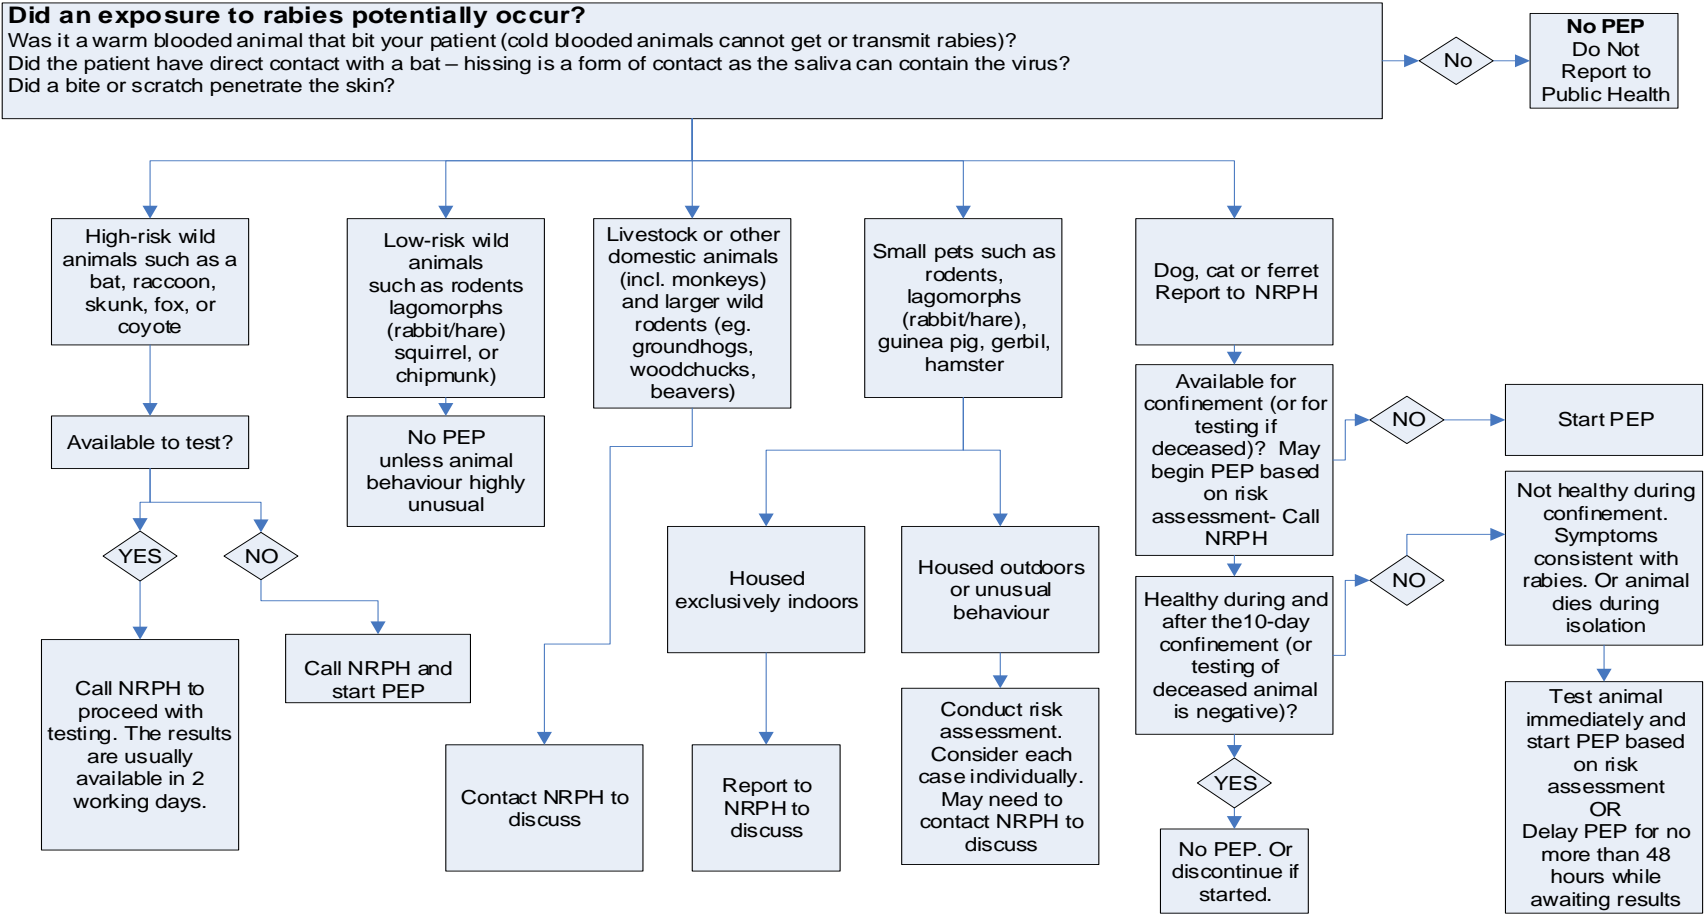 Did an exposure to rabies potentially occur?
Was it a warm blooded animal that bit your patient (cold blooded animals cannot get or transmit rabies)?
Did the patient have direct contact with a bat – hissing is a form of contact as the saliva can contain the virus?
Did a bite or scratch penetrate the skin?
No
No PEP
Do Not
Report to
Public Health
High-risk wild
animals such as a
bat, raccoon,
skunk, fox, or
coyote
Available to test?
YES
NO
Call NRPH to
proceed with
testing. The results
are usually
available in 2
working days.
Call NRPH and
start PEP
Low-risk wild
animals
such as rodents
lagomorphs
(rabbit/hare)
squirrel, or
chipmunk)
No PEP
unless animal
behaviour highly
unusual
Livestock or other
domestic animals
(incl. monkeys)
and larger wild
rodents (eg.
groundhogs,
woodchucks,
beavers)
Contact NRPH to
discuss
Small pets such as
rodents,
lagomorphs
(rabbit/hare),
guinea pig, gerbil,
hamster
Housed
exclusively indoors
Report to
NRPH to
discuss
Housed outdoors
or unusual
behaviour
Conduct risk
assessment.
Consider each
case individually.
May need to
contact NRPH to
discuss
Dog, cat or ferret
Report to NRPH
Available for
confinement (or for
testing if
deceased)? May
begin PEP based
on risk
assessment- Call
NRPH
NO
Start PEP
Healthy during and
after the10-day
confinement (or
testing of
deceased animal
is negative)?
NO
Not healthy during
confinement.
Symptoms
consistent with
rabies. Or animal
dies during
isolation
Test animal
immediately and
start PEP based
on risk
assessment
OR
Delay PEP for no
more than 48
hours while
awaiting results
YES
No PEP. Or
discontinue if
started.